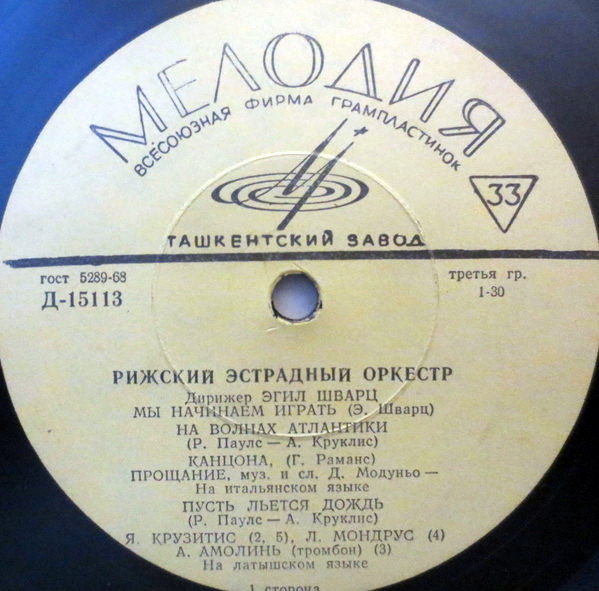 МЕЛОДИЯ
ВСЕСОЮЗНАЯ ФИРМА ГРАМПЛАСТИНОК
33
ТАШКЕНТСКИЙ ЗАВОД
гост 5289-68
Д-15113
третья гр.
1-30
РИЖСКИЙ ЭСТРАДНЫЙ ОРКЕСТР
Дирижер ЭГИЛ ШВАРЦ
МЫ НАЧИНАЕМ ИГРАТЬ (Э. Шварц)
НА ВОЛНАХ АТЛАНТИКИ
(Р. Паулс — А. Круклис)
КАНЦОНА, (Г. Раманс)
ПРОЩАНИЕ, муз. и сл. Д. Модуньо —
На итальянском языке
ПУСТЬ ЛЬЕТСЯ ДОЖДЬ
(Р. Паулс — А. Круклис)
Я. КРУЗИТИС (2, 5), Л. МОНДРУС (4)
А. АМОЛИНЬ (тромбон) (3)
На латышском языке
1 сторона